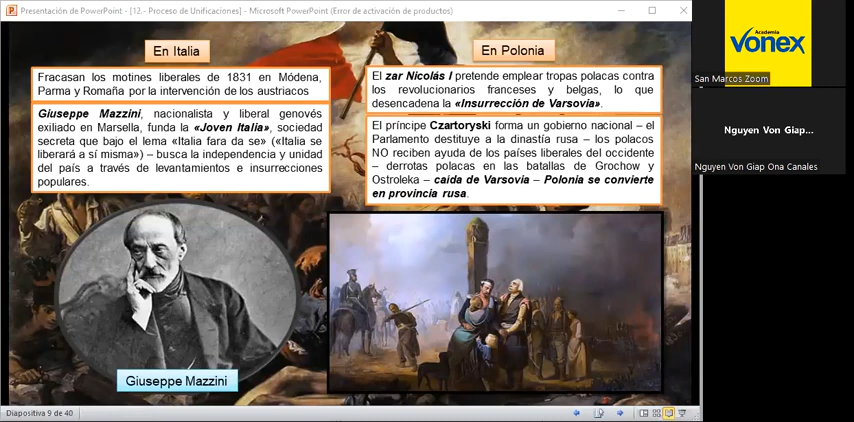 Presentación de PowerPoint - [12.- Proceso de Unificaciones] - Microsoft PowerPoint (Error de activación de productos)
En Italia
Fracasan los motines liberales de 1831 en Módena,
Parma y Romaña por la intervención de los austriacos
Giuseppe Mazzini, nacionalista y liberal genovés
exiliado en Marsella, funda la «Joven Italia», sociedad
secreta que bajo el lema «Italia fara da se» («Italia se
liberará a sí misma») – busca la independencia y unidad
del país a través de levantamientos e insurrecciones
populares.
Giuseppe Mazzini
En Polonia
El zar Nicolás I pretende emplear tropas polacas contra
los revolucionarios franceses y belgas, lo que
desencadena la «Insurrección de Varsovia».
El príncipe Czartoryski forma un gobierno nacional – el
Parlamento destituye a la dinastía rusa – los polacos
NO reciben ayuda de los países liberales del occidente
– derrotas polacas en las batallas de Grochow y
Ostroleka – caída de Varsovia – Polonia se convierte
en provincia rusa.
Diapositiva 9 de 40
Academia
VONEX
San Marcos Zoom
Nguyen Von Giap...
Nguyen Von Giap Ona Canales